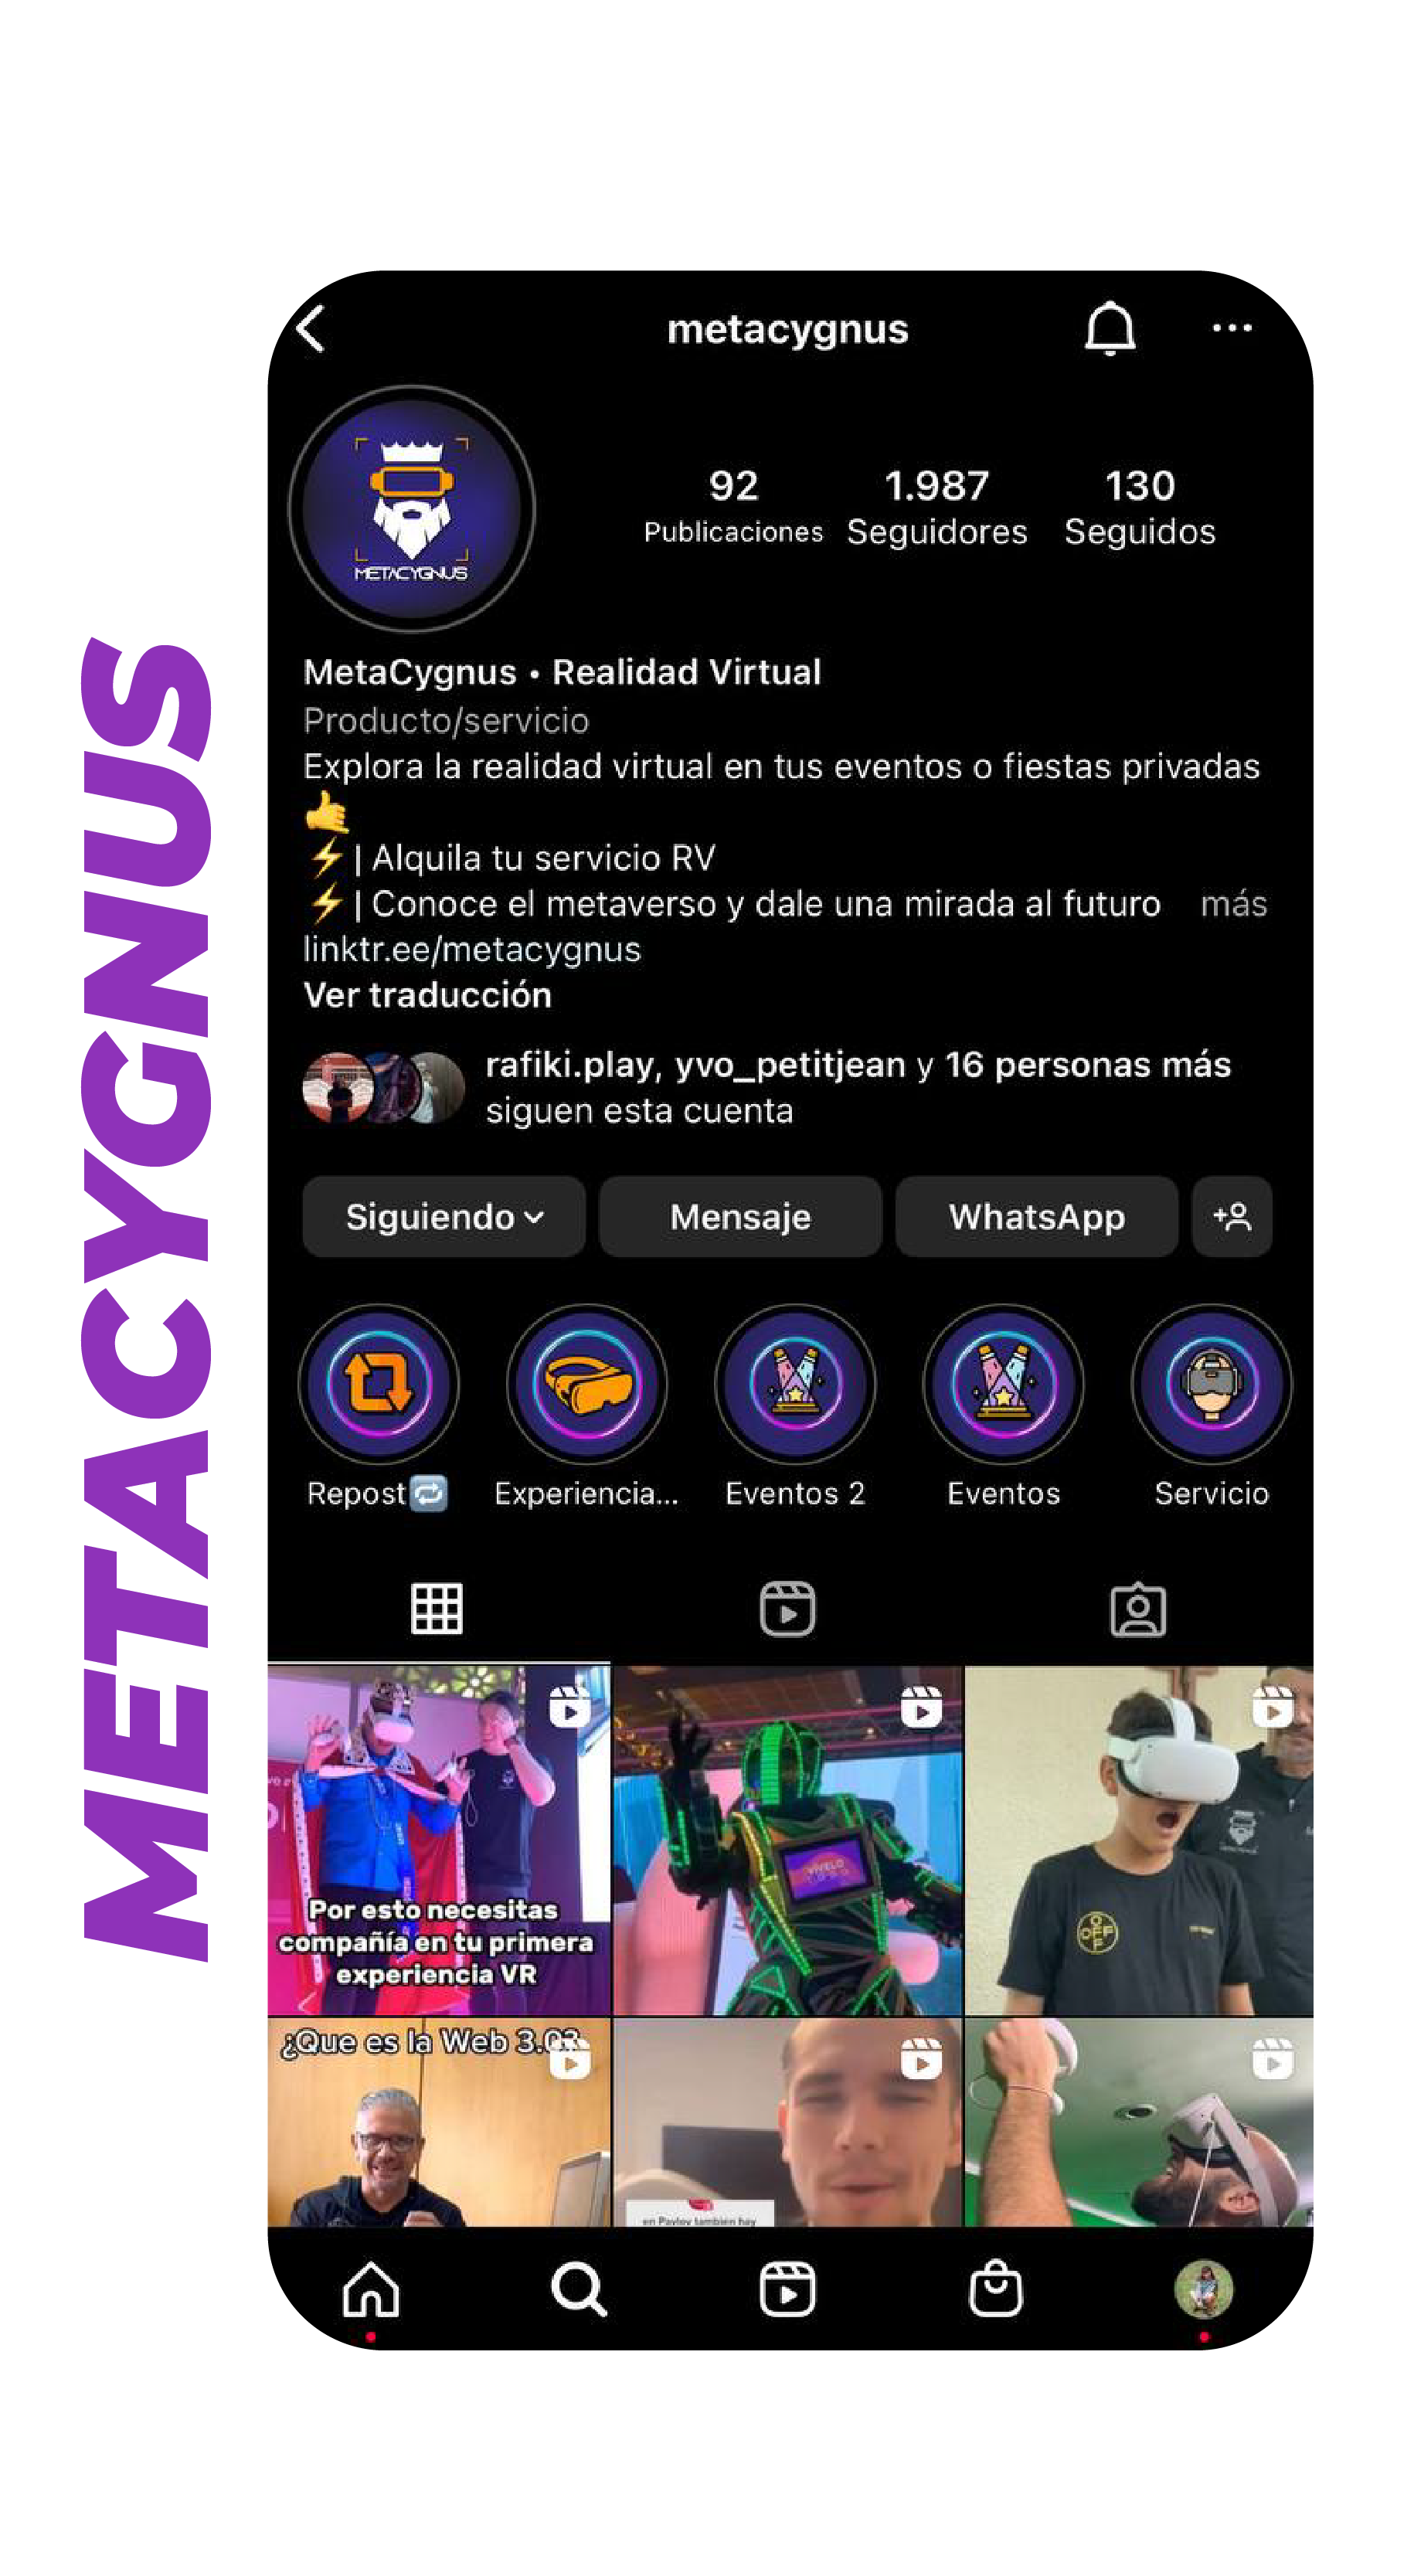 METACYGNUS
metacygnus
METACYGNUS
92
Publicaciones
1.987
Seguidores
130
Seguidos
MetaCygnus • Realidad Virtual
Producto/servicio
Explora la realidad virtual en tus eventos o fiestas privadas
🤙
⚡| Alquila tu servicio RV
⚡| Conoce el metaverso y dale una mirada al futuro más
linktr.ee/metacygnus
Ver traducción
rafiki.play, yvo_petitjean y 16 personas más
siguen esta cuenta
Siguiendo
Mensaje
WhatsApp
Repost🔁
Experiencia...
Eventos 2
Eventos
Servicio
Por esto necesitas
compañía en tu primera
experiencia VR
VIVELO
OFF
¿Que es la Web 3.0?
en Pavlov también hay